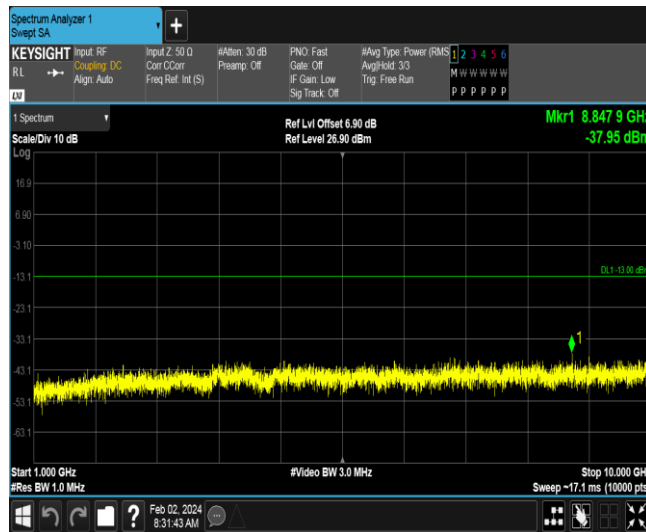 Spectrum Analyzer 1
Swept SA
KEYSIGHT
RL
LXI
Input: RF
Coupling: DC
Align: Auto
Input Z: 50 Ω
Corr CCorr
Freq Ref: Int (S)
#Atten: 30 dB
Preamp: Off
PNO: Fast
Gate: Off
IF Gain: Low
Sig Track: Off
#Avg Type: Power (RMS
Avg|Hold: 3/3
Trig: Free Run
1 2 3 4 5 6
M W W W W W
P P P P P P
1 Spectrum
Scale/Div 10 dB
Log
Ref Lvl Offset 6.90 dB
Ref Level 26.90 dBm
Mkr1 8.847 9 GHz
-37.95 dBm
16.9
6.90
-3.10
-13.1
-23.1
-33.1
-43.1
-53.1
-63.1
DL1 -13.00 dBm
1
Start 1.000 GHz
#Res BW 1.0 MHz
#Video BW 3.0 MHz
Stop 10.000 GHz
Sweep ~17.1 ms (10000 pts
?
Feb 02, 2024
8:31:43 AM